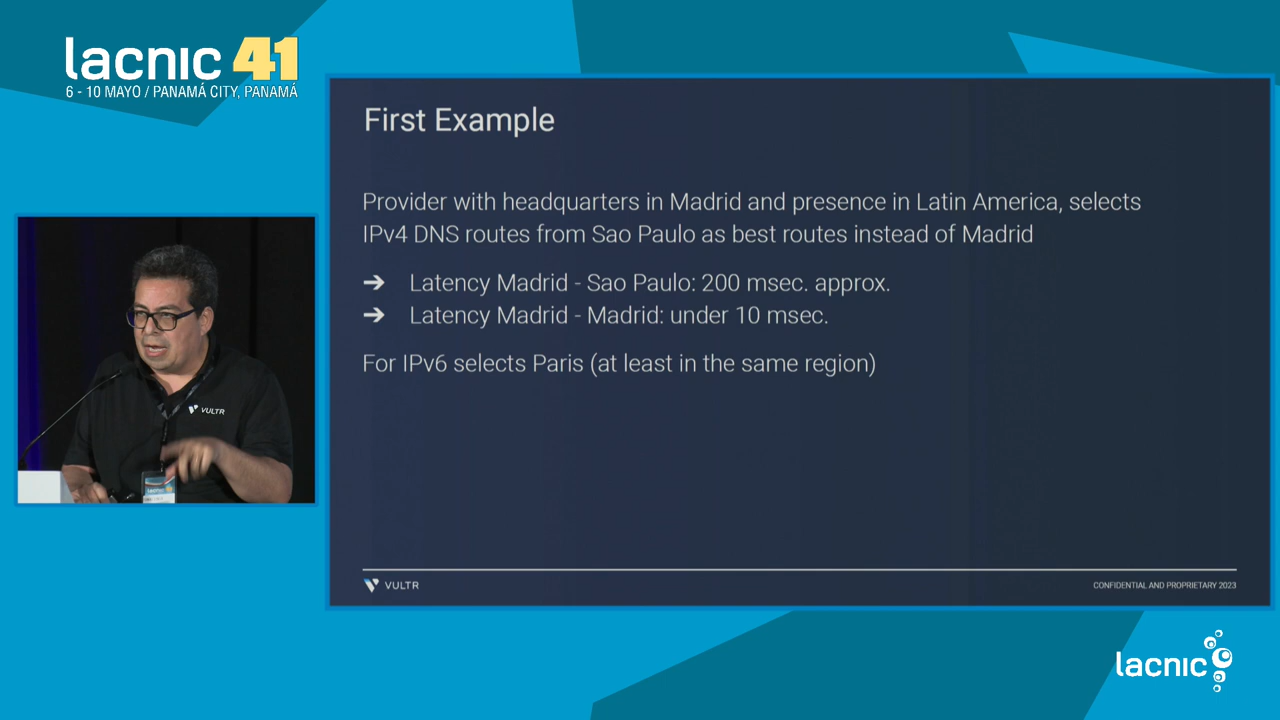 lacnic 41
6 - 10 MAYO / PANAMÁ CITY, PANAMÁ
First Example
Provider with headquarters in Madrid and presence in Latin America, selects
IPv4 DNS routes from Sao Paulo as best routes instead of Madrid
➔ Latency Madrid - Sao Paulo: 200 msec. approx.
➔ Latency Madrid - Madrid: under 10 msec.
For IPv6 selects Paris (at least in the same region)
VULTR
VULTR
CONFIDENTIAL AND PROPRIETARY 2023
lacnic